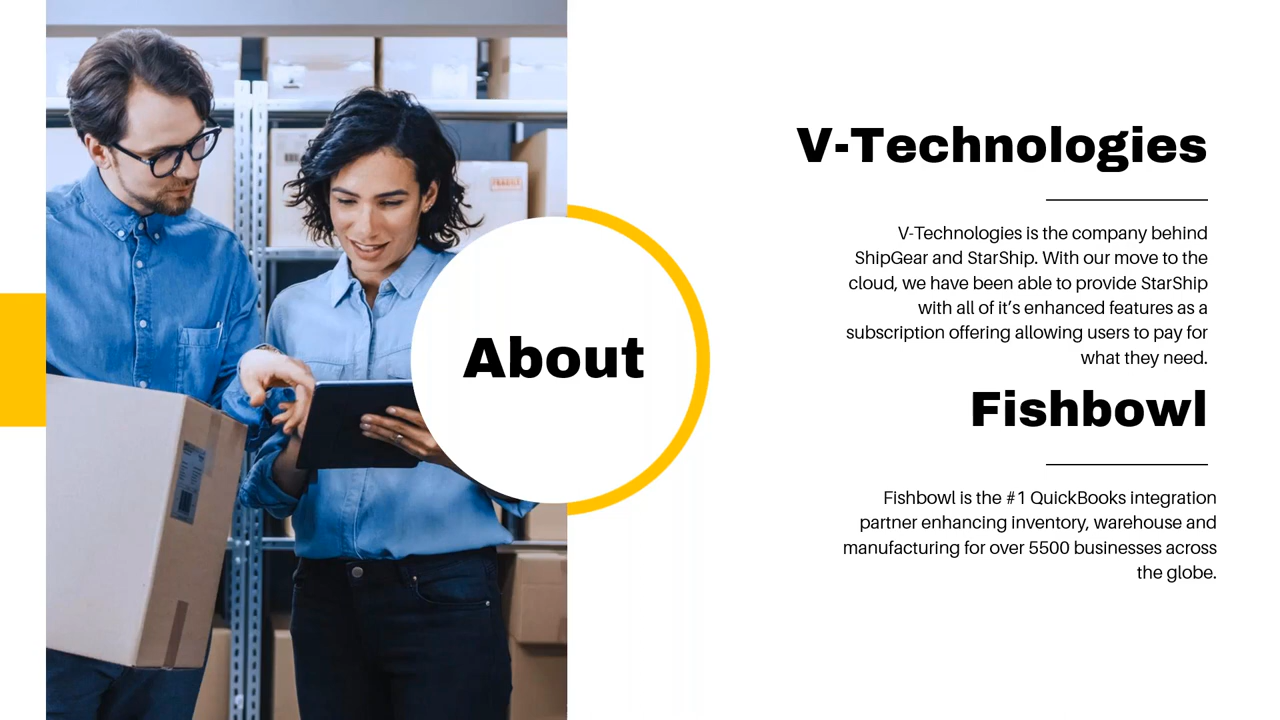 About
V-Technologies
V-Technologies is the company behind
ShipGear and StarShip. With our move to the
cloud, we have been able to provide StarShip
with all of it’s enhanced features as a
subscription offering allowing users to pay for
what they need.
Fishbowl
Fishbowl is the #1 QuickBooks integration
partner enhancing inventory, warehouse and
manufacturing for over 5500 businesses across
the globe.